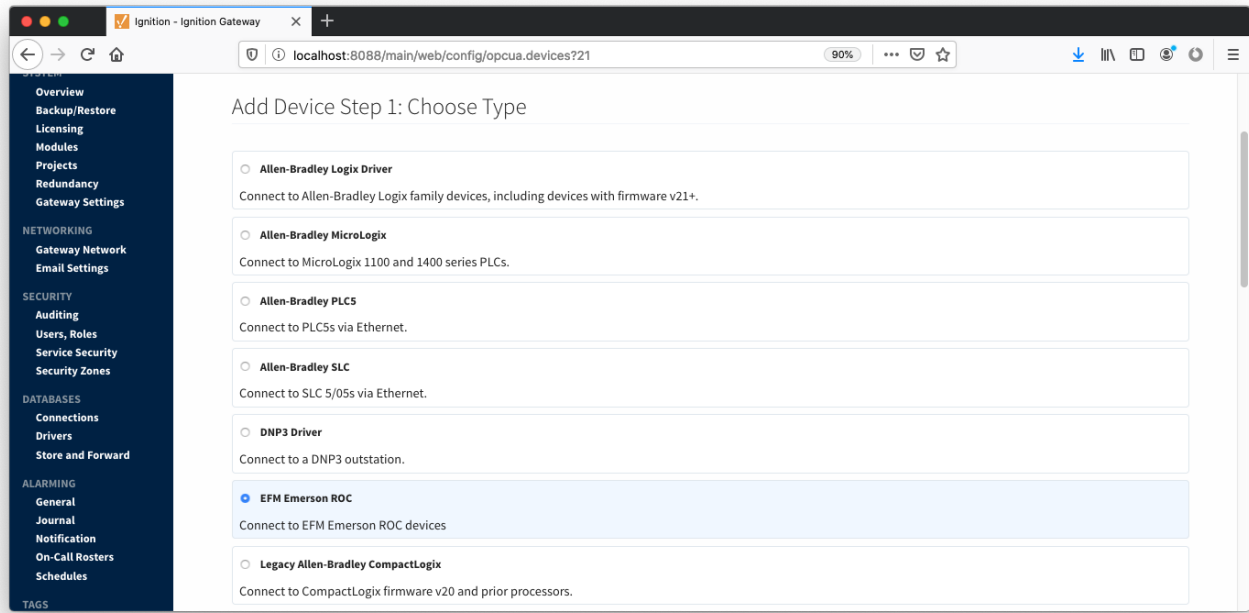 Ignition - Ignition Gateway
localhost:8088/main/web/config/opcua.devices?21
90%
SYSTEM
Overview
Backup/Restore
Licensing
Modules
Projects
Redundancy
Gateway Settings
NETWORKING
Gateway Network
Email Settings
SECURITY
Auditing
Users, Roles
Service Security
Security Zones
DATABASES
Connections
Drivers
Store and Forward
ALARMING
General
Journal
Notification
On-Call Rosters
Schedules
TAGS
Add Device Step 1: Choose Type
Allen-Bradley Logix Driver
Connect to Allen-Bradley Logix family devices, including devices with firmware v21+.
Allen-Bradley MicroLogix
Connect to MicroLogix 1100 and 1400 series PLCs.
Allen-Bradley PLC5
Connect to PLC5s via Ethernet.
Allen-Bradley SLC
Connect to SLC 5/05s via Ethernet.
DNP3 Driver
Connect to a DNP3 outstation.
EFM Emerson ROC
Connect to EFM Emerson ROC devices
Legacy Allen-Bradley CompactLogix
Connect to CompactLogix firmware v20 and prior processors.